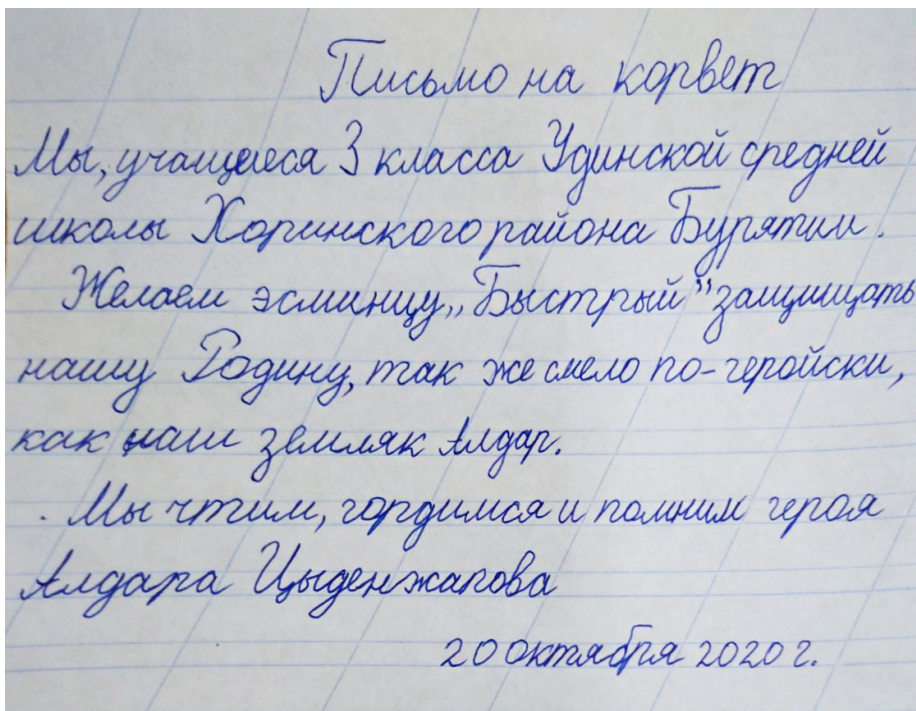 Письмо на корвет
Мы, учащиеся 3 класса Удинской средней
школы Хоринского района Бурятии.
Желаем эсминцу „Быстрый" защищать
нашу Родину, так же смело по-геройски,
как наш земляк Алдар.
. Мы чтим, гордимся и помним героя
Алдара Цыденжапова
20 октября 2020 г.